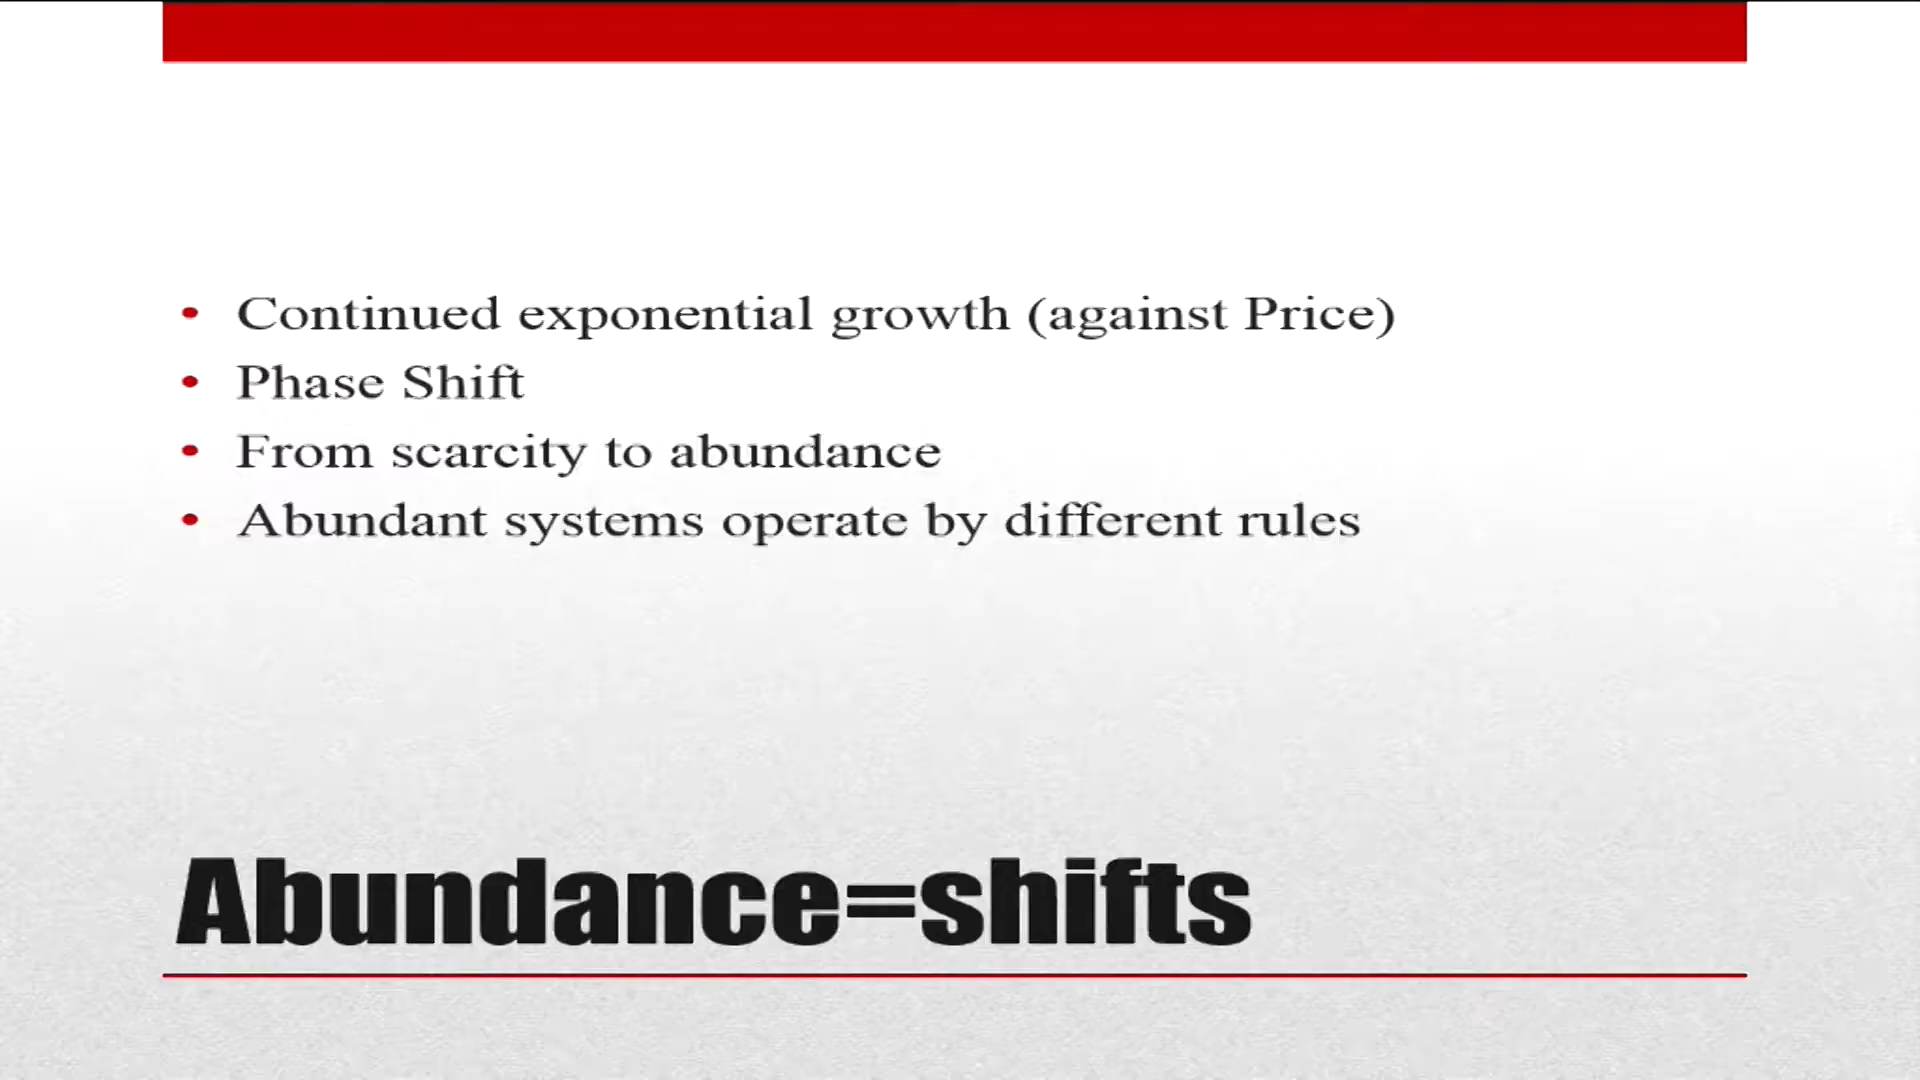 • Continued exponential growth (against Price)
• Phase Shift
• From scarcity to abundance
• Abundant systems operate by different rules
Abundance=shifts